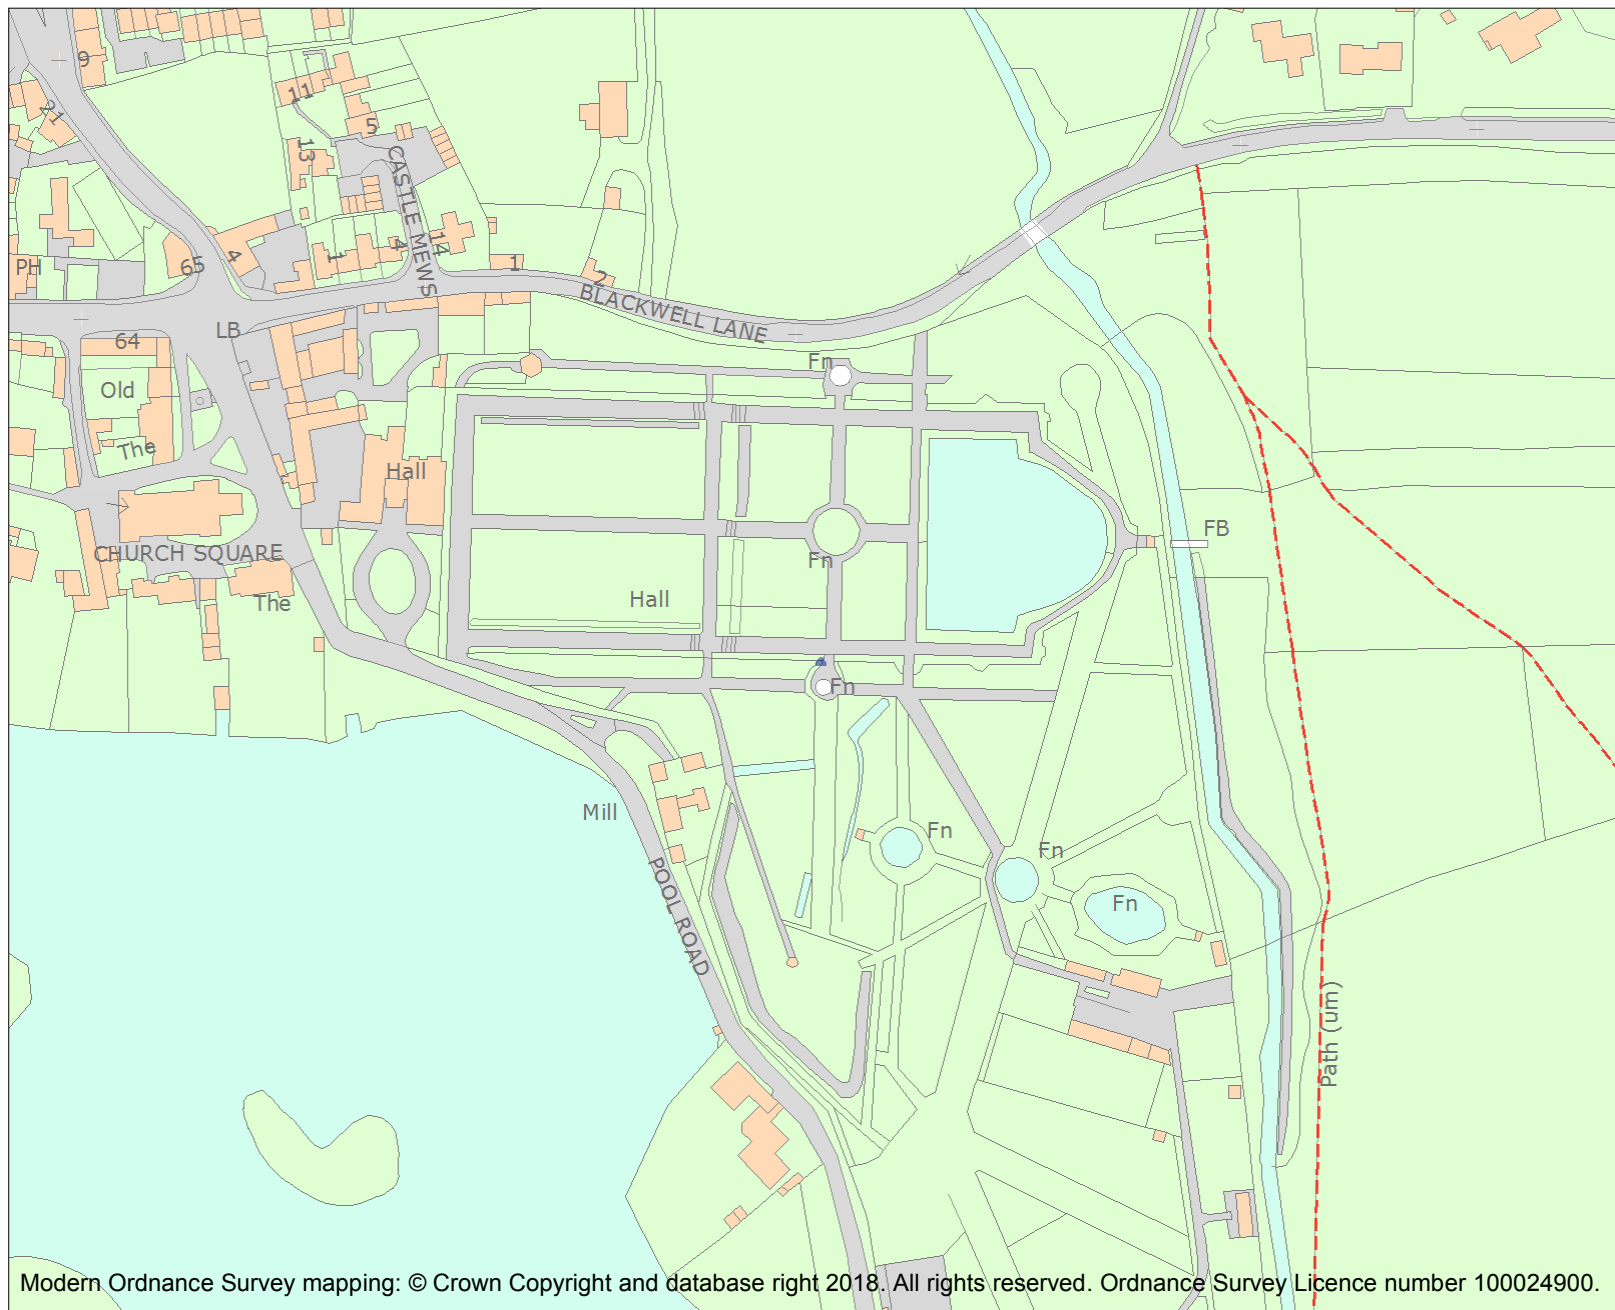 9
21
11
5
13
CASTLE MEWS
14
4
1
4
65
PH
1
2
BLACKWELL LANE
LB
64
Old
The
Fn
Hall
FB
CHURCH SQUARE
Fn
The
Hall
Fn
Mill
Fn
Fn
POOL ROAD
Fn
Path (um)
Modern Ordnance Survey mapping: © Crown Copyright and database right 2018. All rights reserved. Ordnance Survey Licence number 100024900.